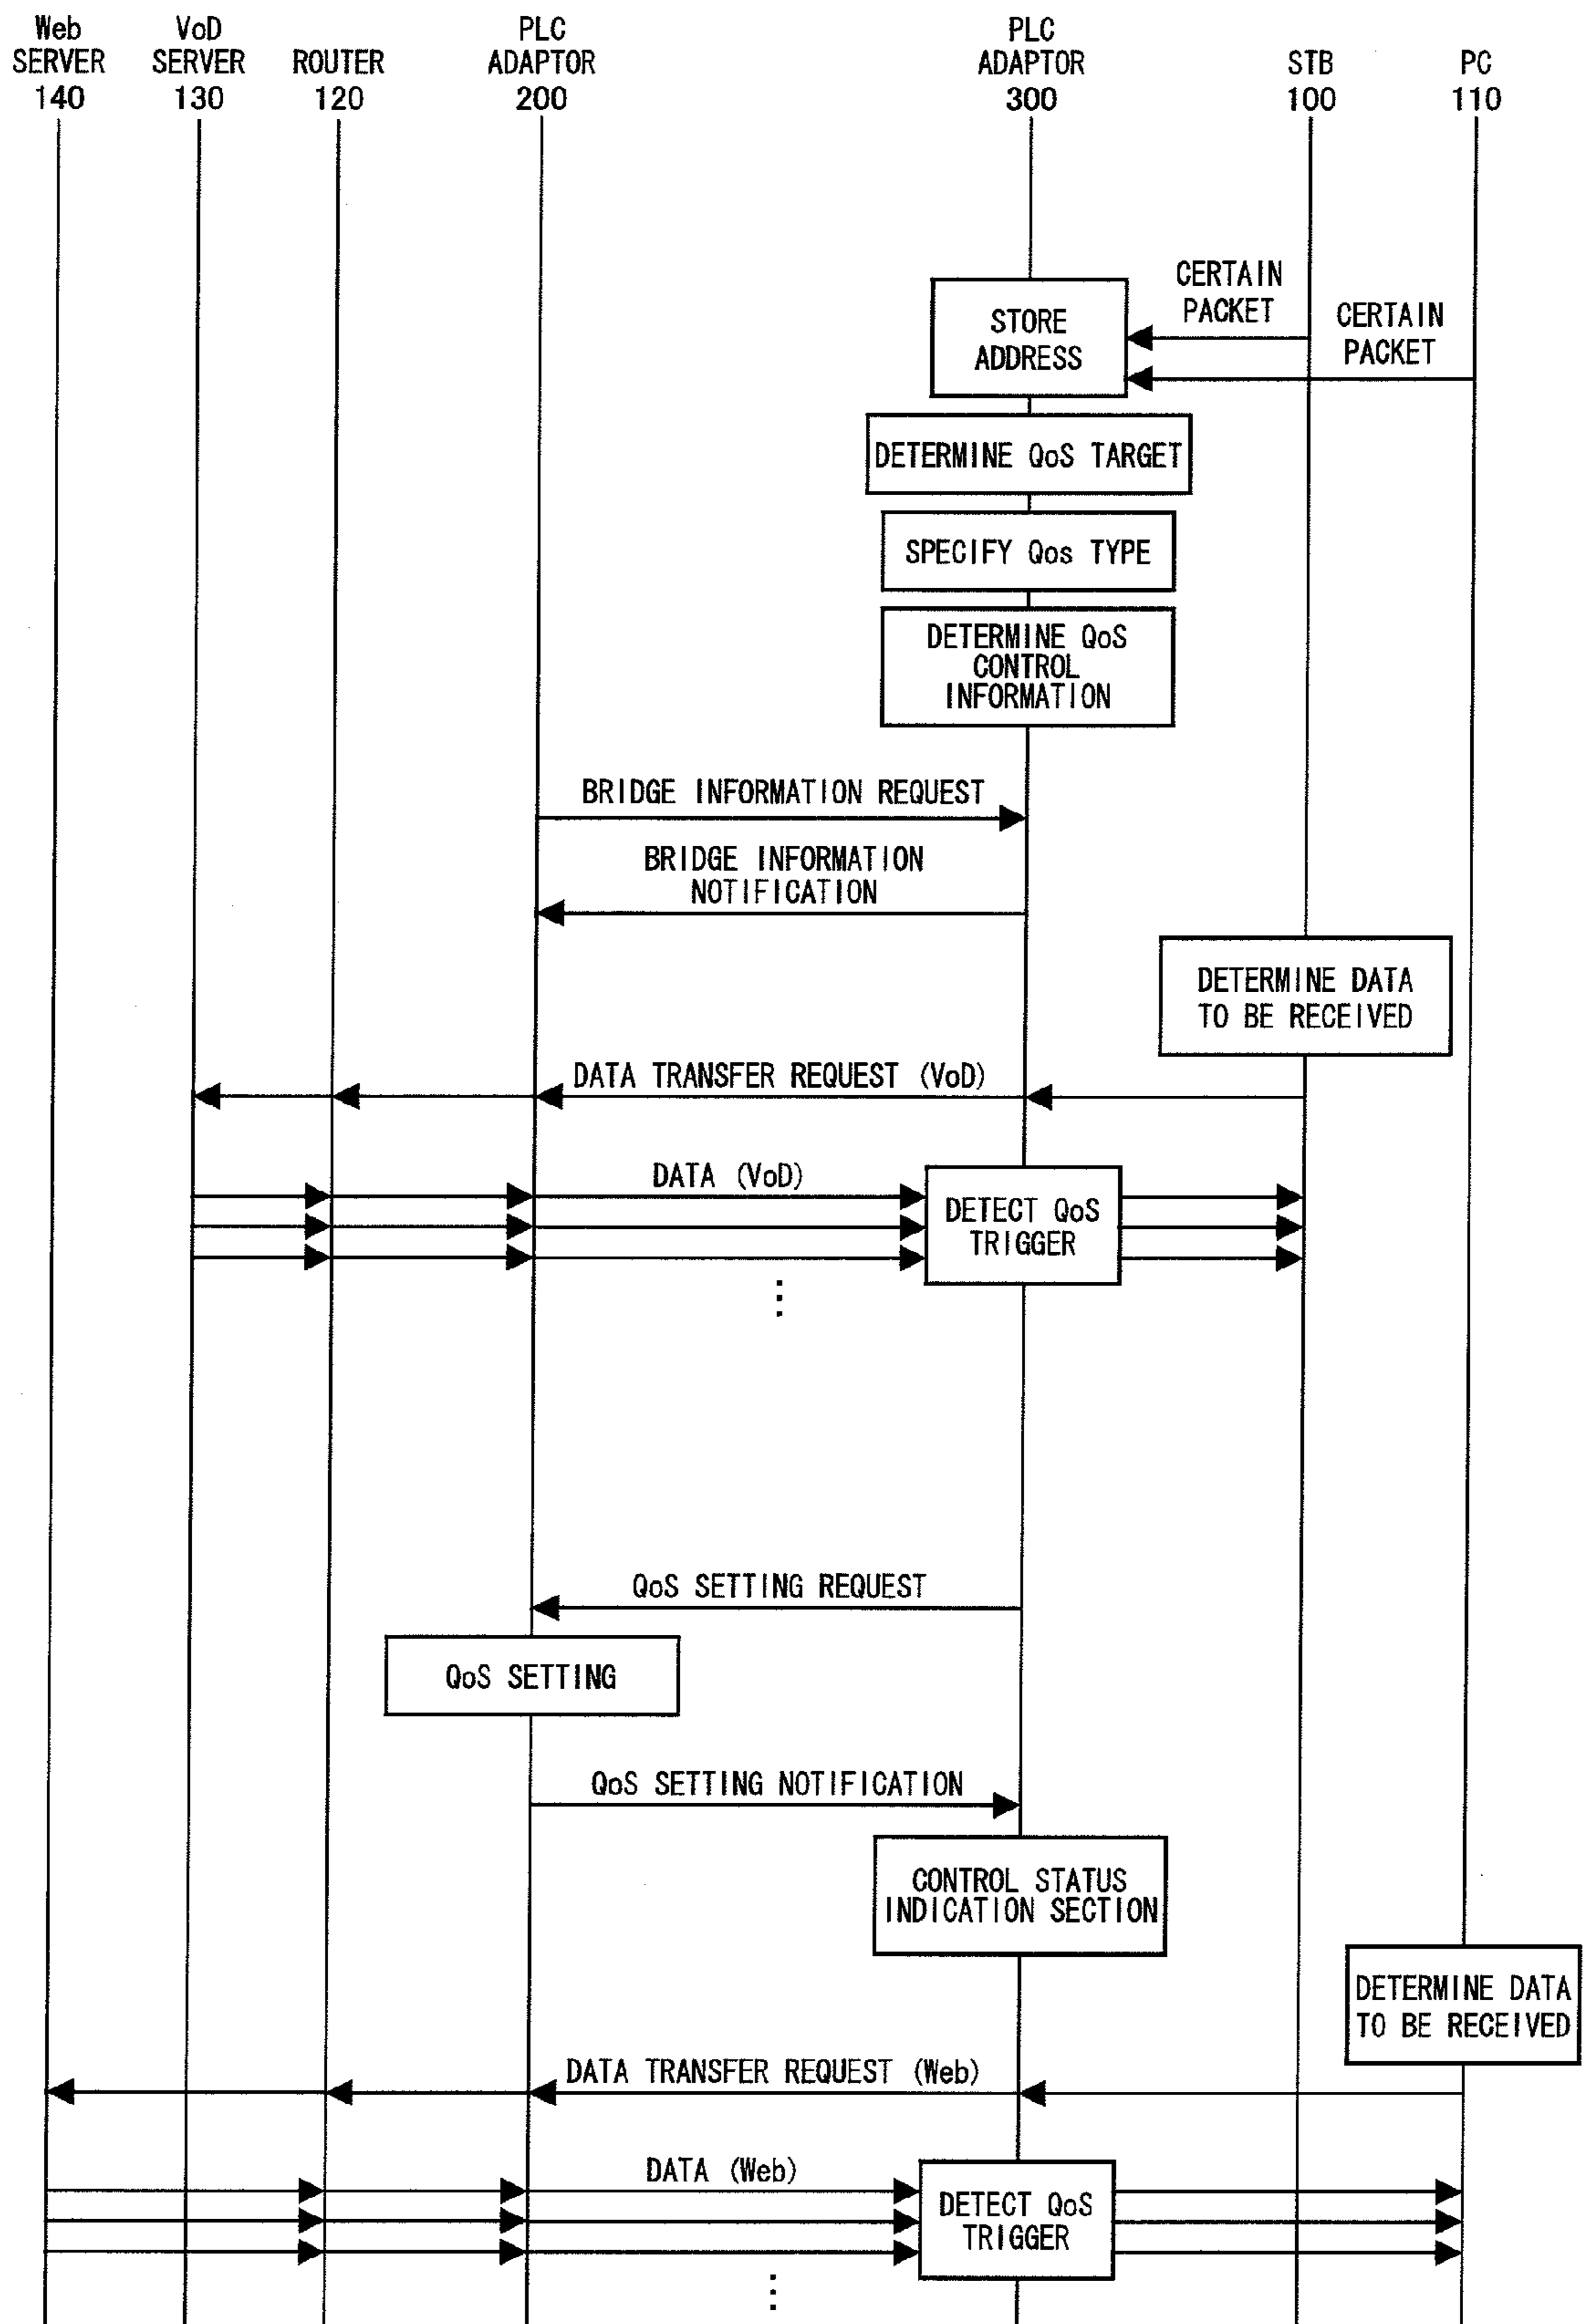 Web
SERVER
140
VoD
SERVER
130
ROUTER
120
PLC
ADAPTOR
200
PLC
ADAPTOR
300
STB
100
PC
110
CERTAIN
PACKET
CERTAIN
PACKET
STORE
ADDRESS
DETERMINE QoS TARGET
SPECIFY Qos TYPE
DETERMINE QoS
CONTROL
INFORMATION
BRIDGE INFORMATION REQUEST
BRIDGE INFORMATION
NOTIFICATION
DETERMINE DATA
TO BE RECEIVED
DATA TRANSFER REQUEST (VoD)
DATA (VoD)
DETECT QoS
TRIGGER
QoS SETTING REQUEST
QoS SETTING
QoS SETTING NOTIFICATION
CONTROL STATUS
INDICATION SECTION
DETERMINE DATA
TO BE RECEIVED
DATA TRANSFER REQUEST (Web)
DATA (Web)
DETECT QoS
TRIGGER